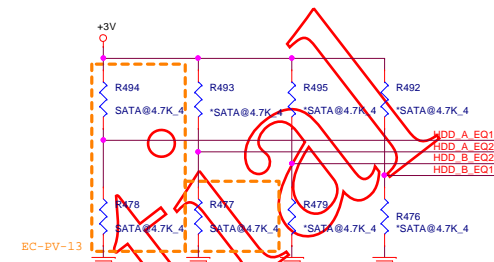 +3V
R494 R493 R495 R492
SATA@4.7K_4 *SATA@4.7K_4 *SATA@4.7K_4 *SATA@4.7K_4
HDD_A_EQ1
HDD_A_EQ2
HDD_B_EQ2
HDD_B_EQ1
R478 R477 R479 R476
SATA@4.7K_4 SATA@4.7K_4 *SATA@4.7K_4 *SATA@4.7K_4
EC-PV-13